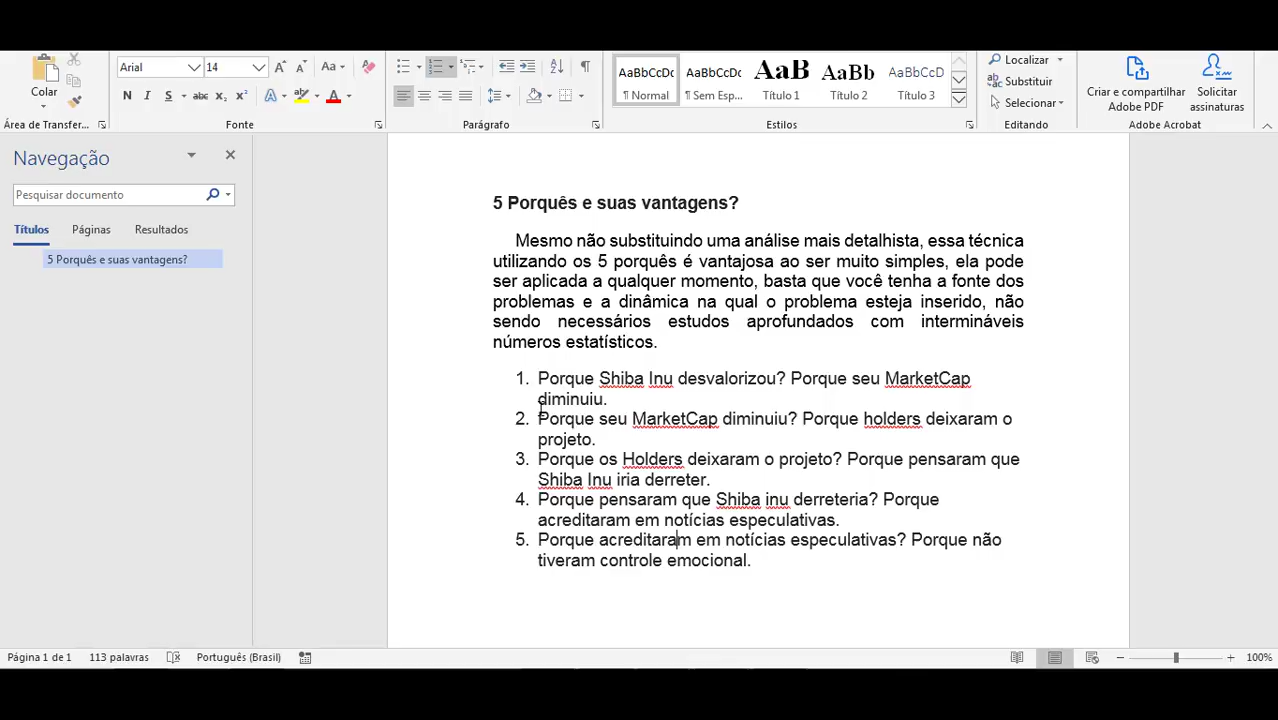 Colar
Área de Transfer...
Arial
14
Aa
N I S abc x₂ x²
A
A
Fonte
Parágrafo
AaBbCcDc
¶ Normal
AaBbCcDc
¶ Sem Esp...
AaB
Título 1
AaBb
Título 2
AaBbCcD
Título 3
Estilos
Localizar
Substituir
Selecionar
Editando
Criar e compartilhar
Adobe PDF
Solicitar
assinaturas
Adobe Acrobat
Navegação
Pesquisar documento
Títulos Páginas Resultados
5 Porquês e suas vantagens?
5 Porquês e suas vantagens?
Mesmo não substituindo uma análise mais detalhista, essa técnica
utilizando os 5 porquês é vantajosa ao ser muito simples, ela pode
ser aplicada a qualquer momento, basta que você tenha a fonte dos
problemas e a dinâmica na qual o problema esteja inserido, não
sendo necessários estudos aprofundados com intermináveis
números estatísticos.
1. Porque Shiba Inu desvalorizou? Porque seu MarketCap
diminuiu.
2. Porque seu MarketCap diminuiu? Porque holders deixaram o
projeto.
3. Porque os Holders deixaram o projeto? Porque pensaram que
Shiba Inu iria derreter.
4. Porque pensaram que Shiba inu derreteria? Porque
acreditaram em notícias especulativas.
5. Porque acreditaram em notícias especulativas? Porque não
tiveram controle emocional.
Página 1 de 1 113 palavras Português (Brasil) 100%